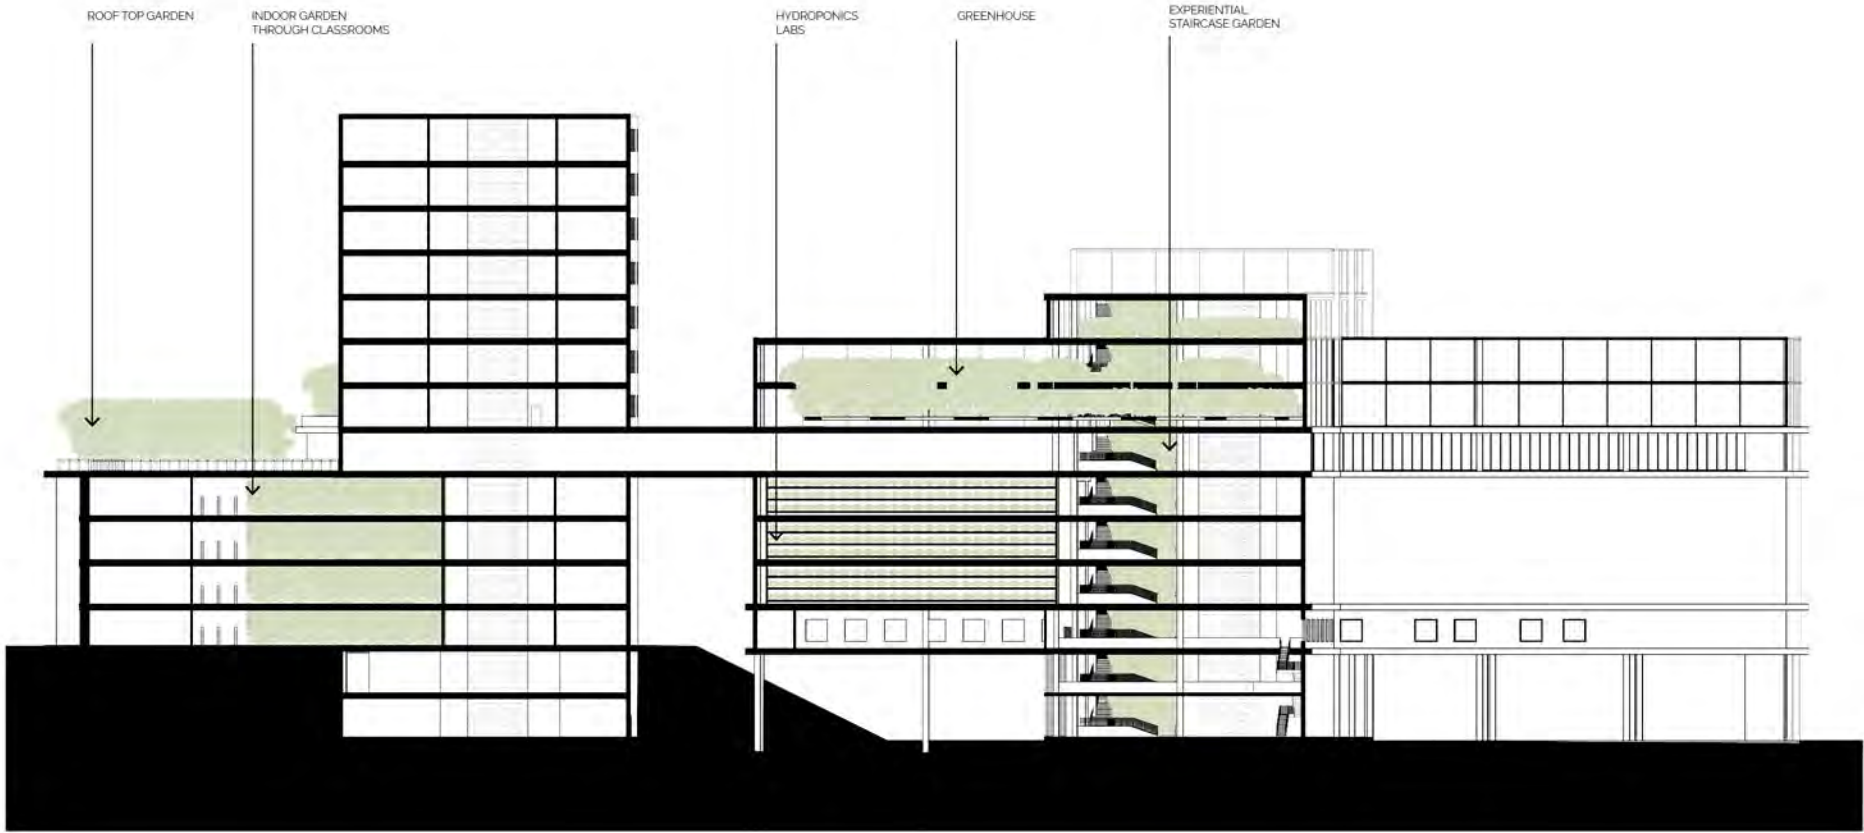 ROOF TOP GARDEN
INDOOR GARDEN
THROUGH CLASSROOMS
HYDROPONICS
LABS
GREENHOUSE
EXPERIENTIAL
STAIRCASE GARDEN